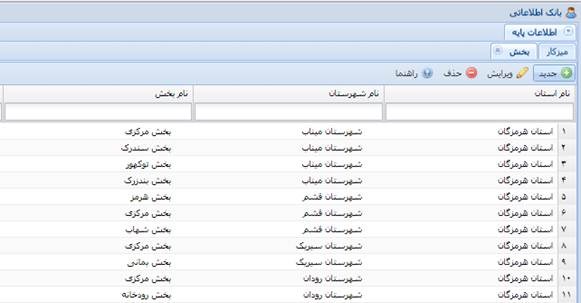 بانک اطلاعاتی
اطلاعات پایه
میزکار بخش
جدید ویرایش حذف راهنما
نام استان نام شهرستان نام بخش
۱ استان هرمزگان شهرستان میناب بخش مرکزی
۲ استان هرمزگان شهرستان میناب بخش سندرک
۳ استان هرمزگان شهرستان میناب بخش توکهور
۴ استان هرمزگان شهرستان میناب بخش بندزرک
۵ استان هرمزگان شهرستان قشم بخش هرمز
۶ استان هرمزگان شهرستان قشم بخش مرکزی
۷ استان هرمزگان شهرستان قشم بخش شهاب
۸ استان هرمزگان شهرستان سیریک بخش مرکزی
۹ استان هرمزگان شهرستان سیریک بخش بمانی
۱۰ استان هرمزگان شهرستان رودان بخش مرکزی
۱۱ استان هرمزگان شهرستان رودان بخش رودخانه